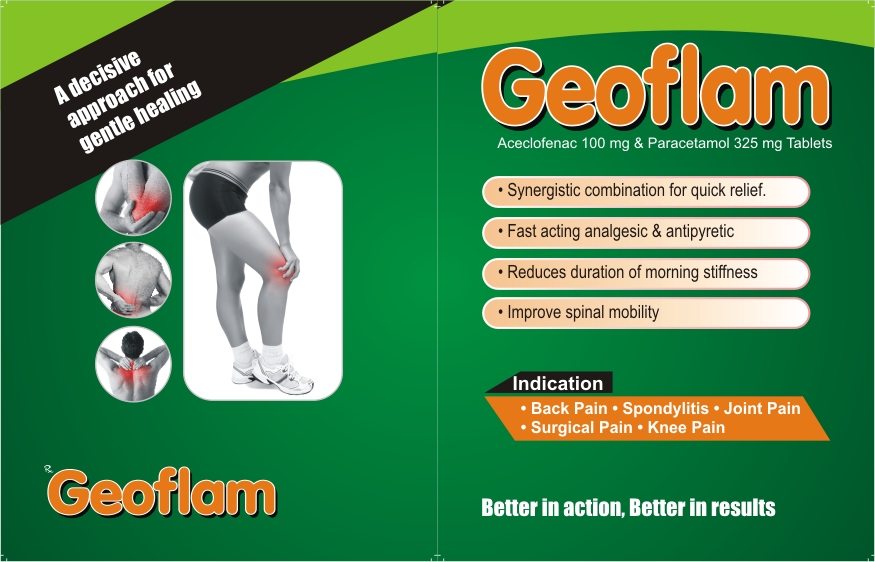 A decisive
approach for
gentle healing
Rx
Geoflam
Geoflam
Aceclofenac 100 mg & Paracetamol 325 mg Tablets
• Synergistic combination for quick relief.
• Fast acting analgesic & antipyretic
• Reduces duration of morning stiffness
• Improve spinal mobility
Indication
• Back Pain • Spondylitis • Joint Pain
• Surgical Pain • Knee Pain
Better in action, Better in results